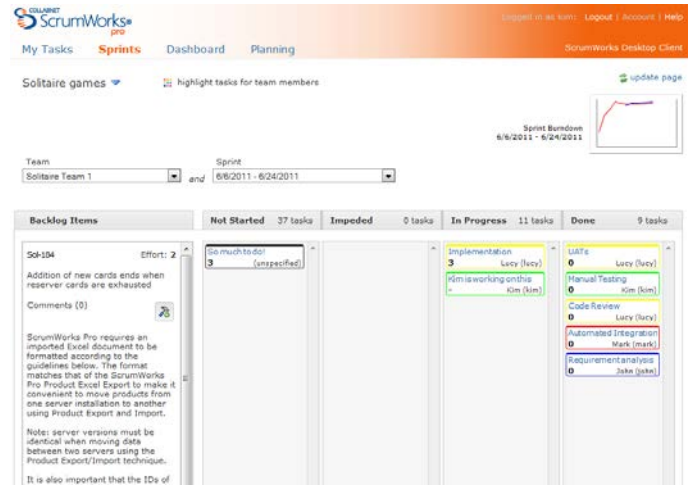 COLLABNET
ScrumWorks
pro
Logged in as ken: Logout | Account | Help
My Tasks Sprints Dashboard Planning
ScrumWorks Desktop Client
Solitaire games
highlight tasks for team members
update page
Sprint Burndown
6/6/2011 - 6/24/2011
Team
Sprint
Solitaire Team 1
and
6/6/2011 - 6/24/2011
Backlog Items
Not Started 37 tasks
Impeded 0 tasks
In Progress 11 tasks
Done 9 tasks
Sol-184 Effort: 2
Addition of new cards ends when
reserver cards are exhausted
Comments (0)
ScrumWorks Pro requires an
imported Excel document to be
formatted according to the
guidelines below. The format
matches that of the ScrumWorks
Pro Product Excel Export to make it
convenient to move products from
one server installation to another
using Product Export and Import.
Note: server versions must be
identical when moving data
between two servers using the
Product Export/Import technique.
It is also important that the IDs of
So much to do!
3 (unspecified)
Implementation
3 Lucy (lucy)
Kim is working on this
- Kim (kim)
UATs
0 Lucy (lucy)
Manual Testing
0 Kim (kim)
Code Review
0 Lucy (lucy)
Automated Integration
0 Mark (mark)
Requirement analysis
0 John (john)